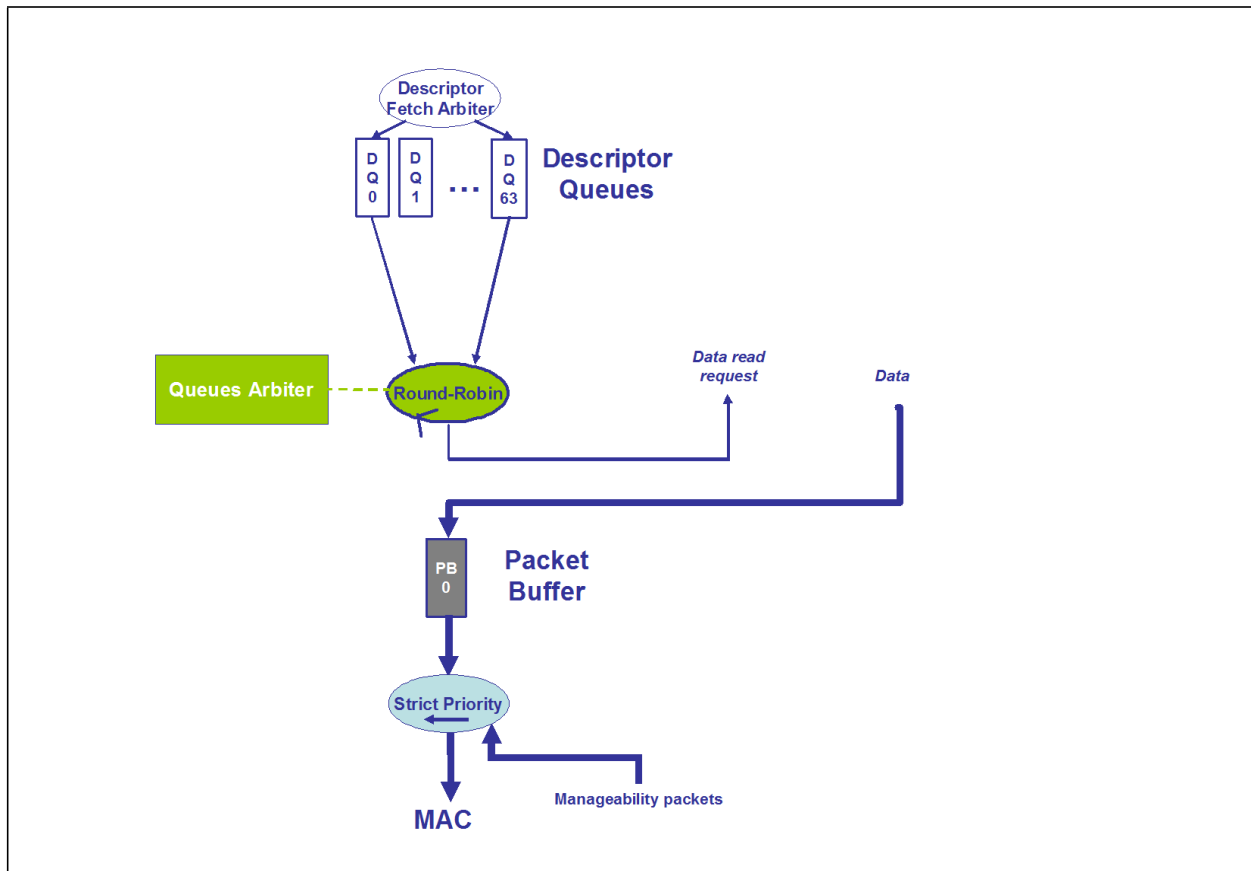 Descriptor
Fetch Arbiter
D
Q
0
D
Q
1
...
D
Q
63
Descriptor
Queues
Queues Arbiter
Round-Robin
Data read
request
Data
PB
0
Packet
Buffer
Strict Priority
Manageability packets
MAC